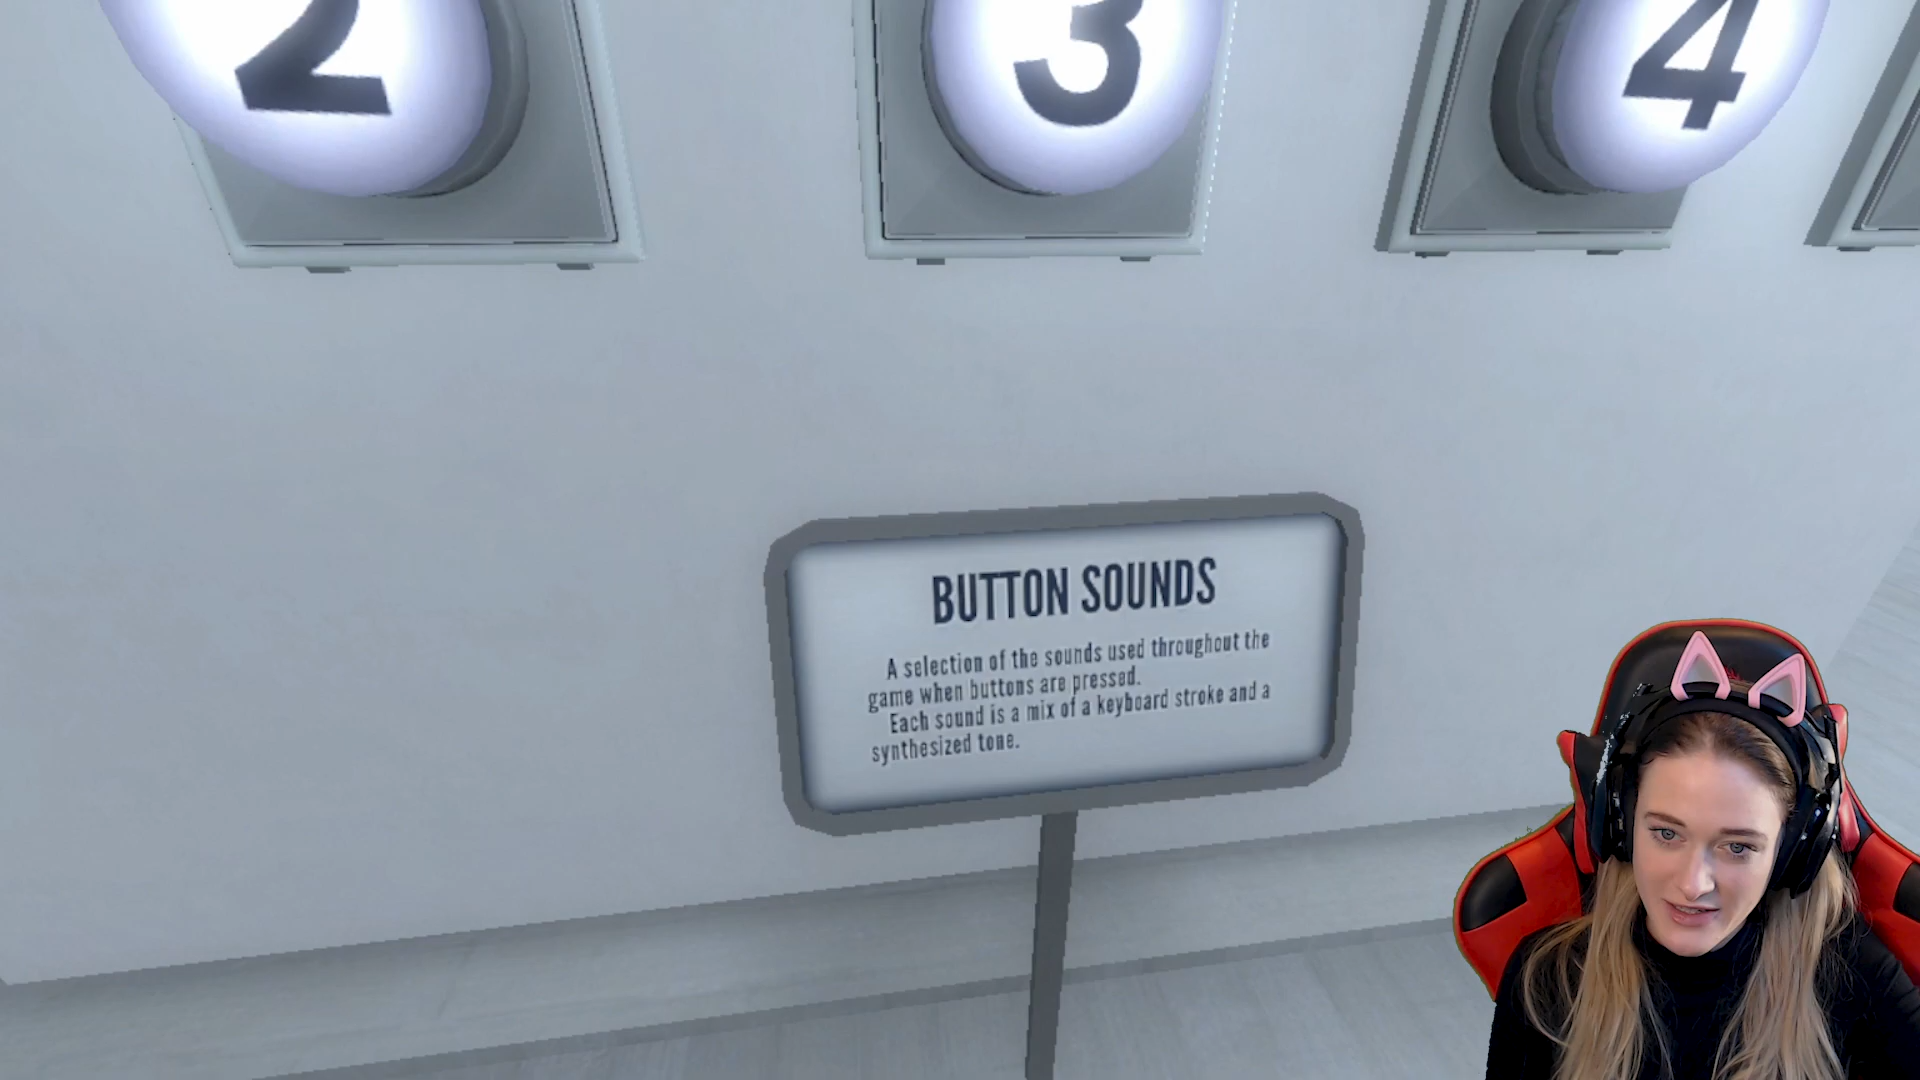 2 3 4
BUTTON SOUNDS
A selection of the sounds used throughout the
game when buttons are pressed.
Each sound is a mix of a keyboard stroke and a
synthesized tone.